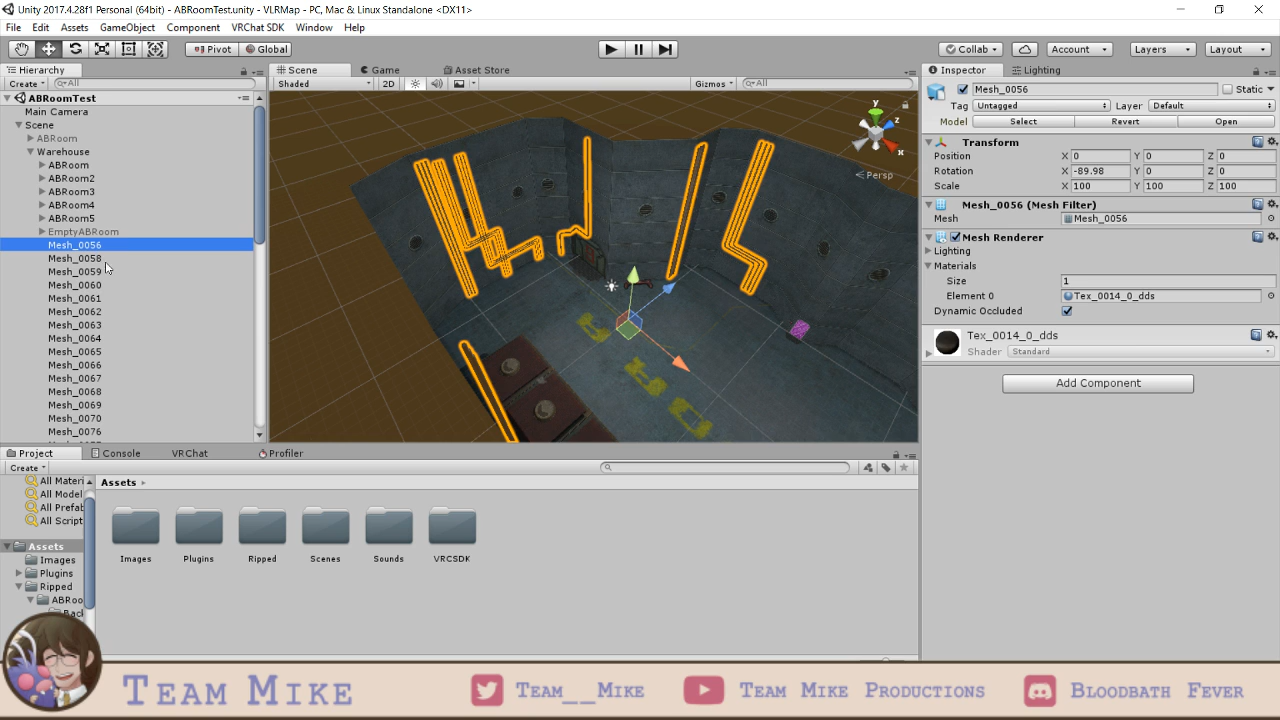 Unity 2017.4.28f1 Personal (64bit) - ABRoomTest.unity - VLRMap - PC, Mac & Linux Standalone <DX11>
File Edit Assets GameObject Component VRChat SDK Window Help
Pivot Global Collab Account Layers Layout
Hierarchy
Create All
ABRoomTest
Main Camera
Scene
ABRoom
Warehouse
ABRoom
ABRoom2
ABRoom3
ABRoom4
ABRoom5
EmptyABRoom
Mesh_0056
Mesh_0058
Mesh_0059
Mesh_0060
Mesh_0061
Mesh_0062
Mesh_0063
Mesh_0064
Mesh_0065
Mesh_0066
Mesh_0067
Mesh_0068
Mesh_0069
Mesh_0070
Mesh_0076
Scene Game Asset Store
Shaded 2D Gizmos All
y
z
x
Persp
Inspector Lighting
Mesh_0056 Static
Tag Untagged Layer Default
Model Select Revert Open
Transform
Position X 0 Y 0 Z 0
Rotation X -89.98 Y 0 Z 0
Scale X 100 Y 100 Z 100
Mesh_0056 (Mesh Filter)
Mesh Mesh_0056
Mesh Renderer
Lighting
Materials
Size 1
Element 0 Tex_0014_0_dds
Dynamic Occluded
Tex_0014_0_dds
Shader Standard
Add Component
Project Console VRChat Profiler
Create
All Materi
All Model
All Prefab
All Script
Assets
Images
Plugins
Ripped
ABRoo
Back
Assets
Images Plugins Ripped Scenes Sounds VRCSDK
Team Mike Team__Mike Team Mike Productions Bloodbath Fever